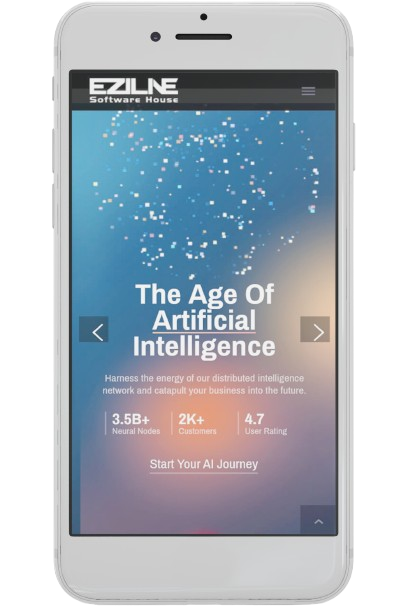 EZILNE
Software House
The Age Of
Artificial
Intelligence
Harness the energy of our distributed intelligence
network and catapult your business into the future.
3.5B+ 2K+ 4.7
Neural Nodes Customers User Rating
Start Your AI Journey